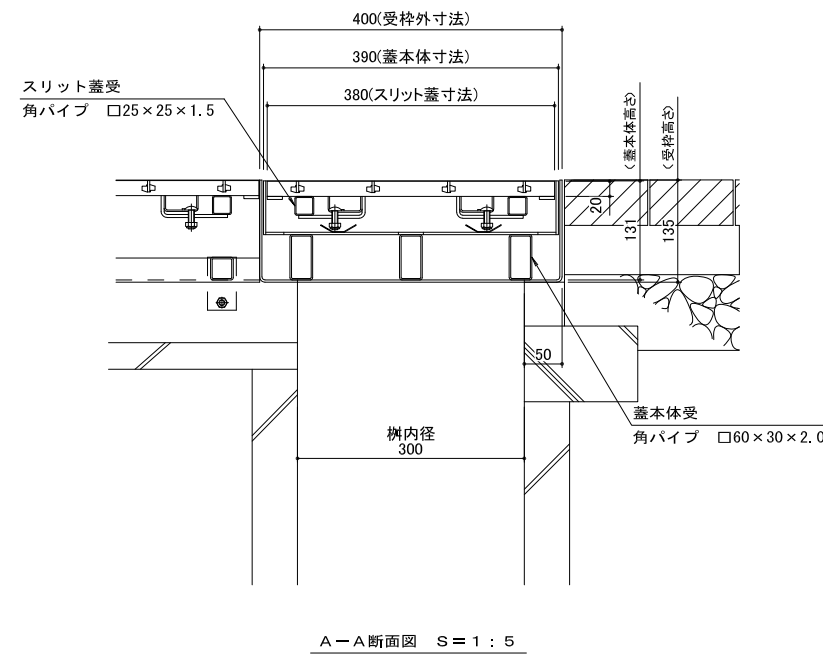 400(受枠外寸法)
390(蓋本体寸法)
380(スリット蓋寸法)
スリット蓋受
角パイプ □25×25×1.5
(蓋本体高さ)
(受枠高さ)
20
131
135
50
蓋本体受
角パイプ □60×30×2.0
桝内径
300
A－A断面図 S＝1：5